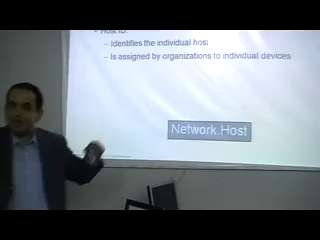 • Host ID:
– Identifies the individual host
– Is assigned by organizations to individual devices
Network.Host